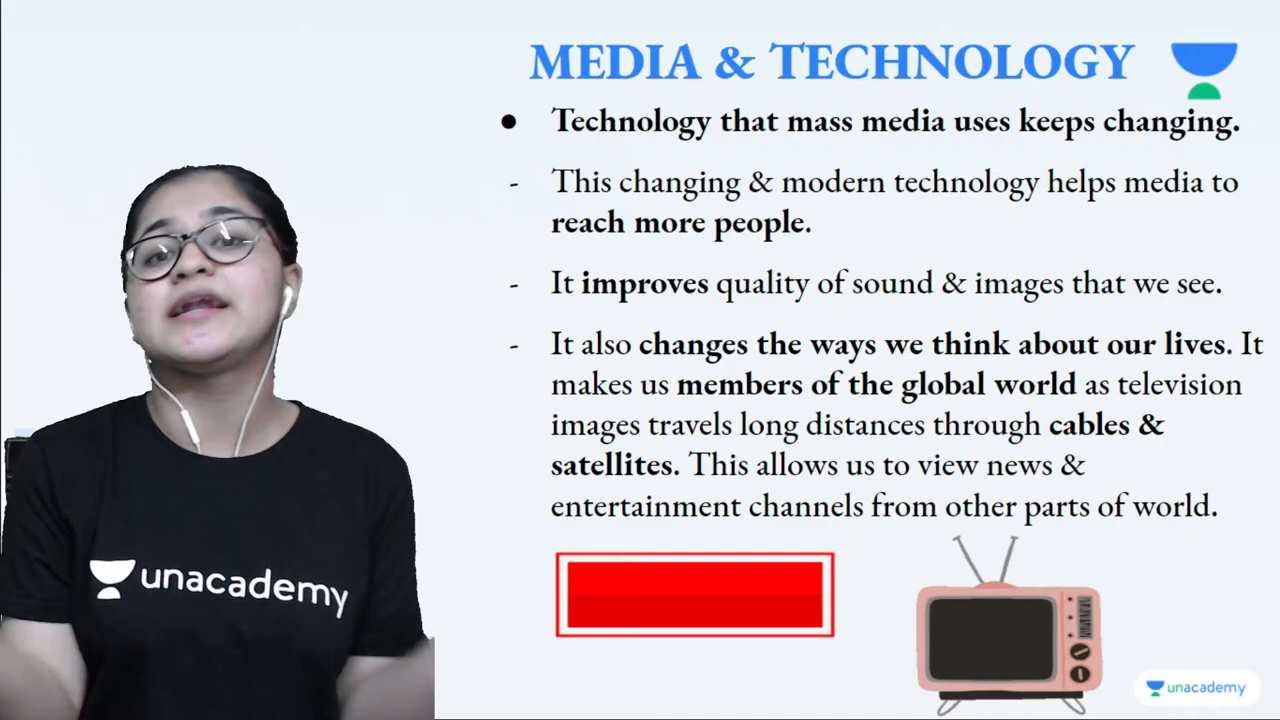 MEDIA & TECHNOLOGY
● Technology that mass media uses keeps changing.
- This changing & modern technology helps media to
reach more people.
- It improves quality of sound & images that we see.
- It also changes the ways we think about our lives. It
makes us members of the global world as television
images travels long distances through cables &
satellites. This allows us to view news &
entertainment channels from other parts of world.
unacademy
unacademy